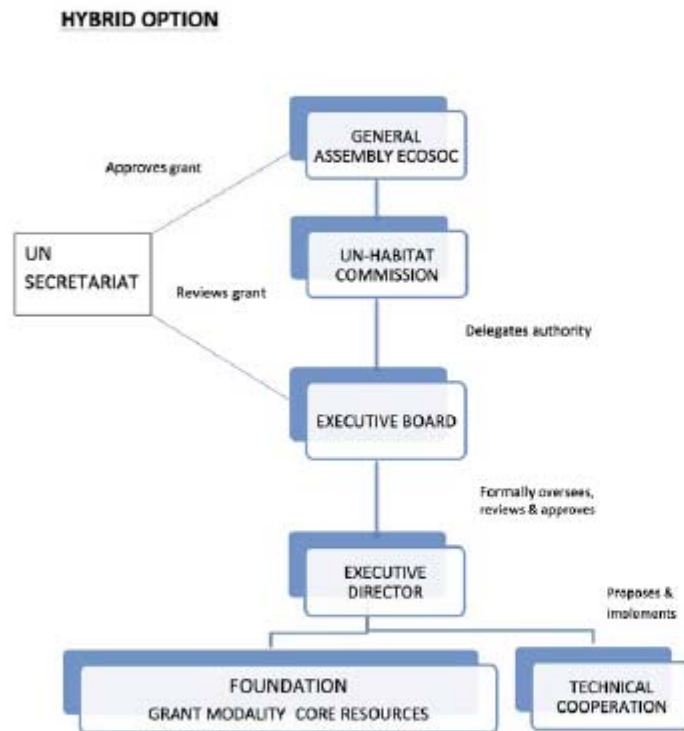 HYBRID OPTION
GENERAL
ASSEMBLY ECOSOC
Approves grant
UN
SECRETARIAT
UN-HABITAT
COMMISSION
Reviews grant
Delegates authority
EXECUTIVE BOARD
Formally oversees,
reviews & approves
EXECUTIVE
DIRECTOR
Proposes &
implements
FOUNDATION
GRANT MODALITY CORE RESOURCES
TECHNICAL
COOPERATION